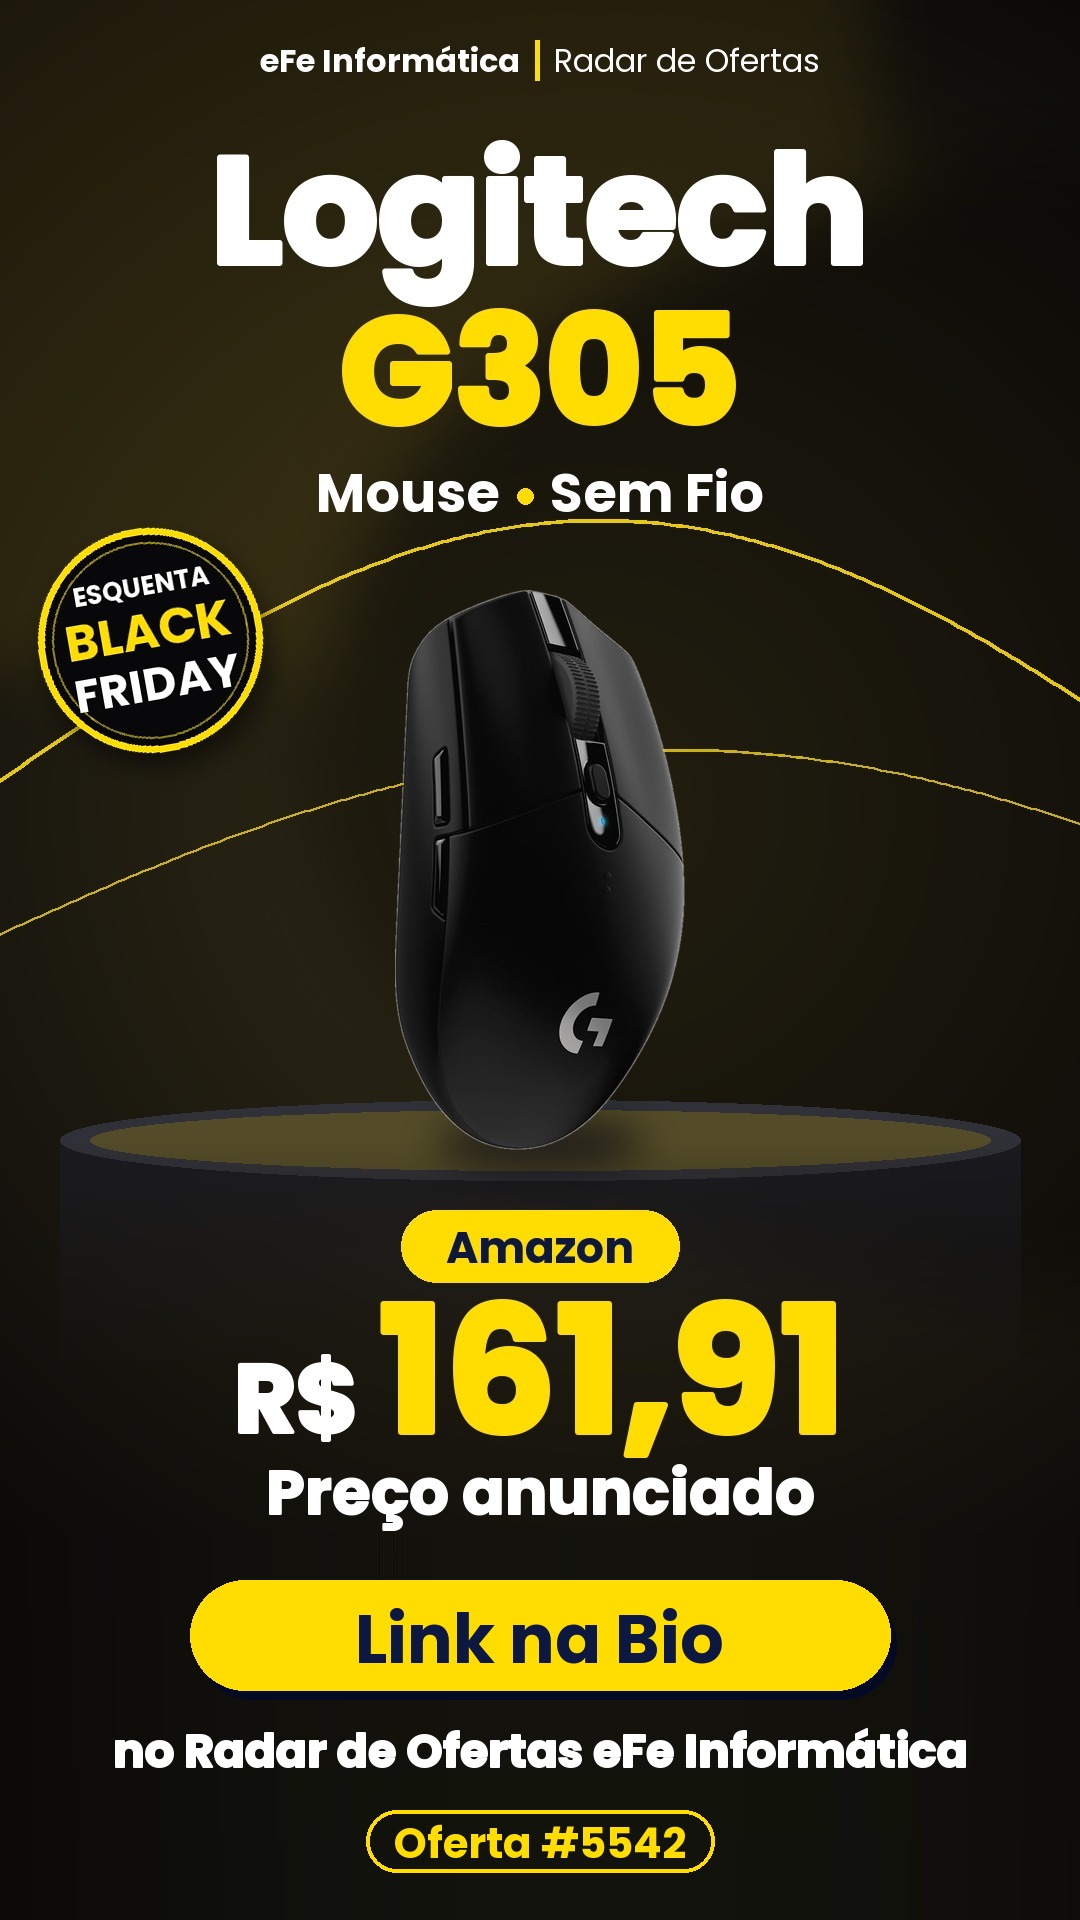 eFe Informática | Radar de Ofertas
Logitech
G305
Mouse • Sem Fio
ESQUENTA
BLACK
FRIDAY
G
Amazon
R$ 161,91
Preço anunciado
Link na Bio
no Radar de Ofertas eFe Informática
Oferta #5542